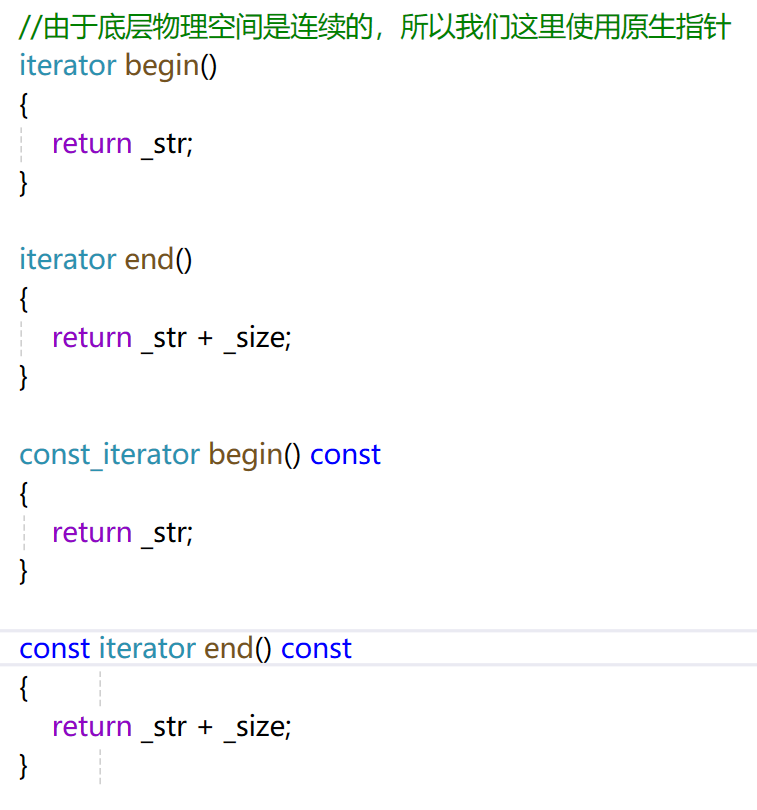 //由于底层物理空间是连续的，所以我们这里使用原生指针
iterator begin()
{
return _str;
}
iterator end()
{
return _str + _size;
}
const_iterator begin() const
{
return _str;
}
const iterator end() const
{
return _str + _size;
}